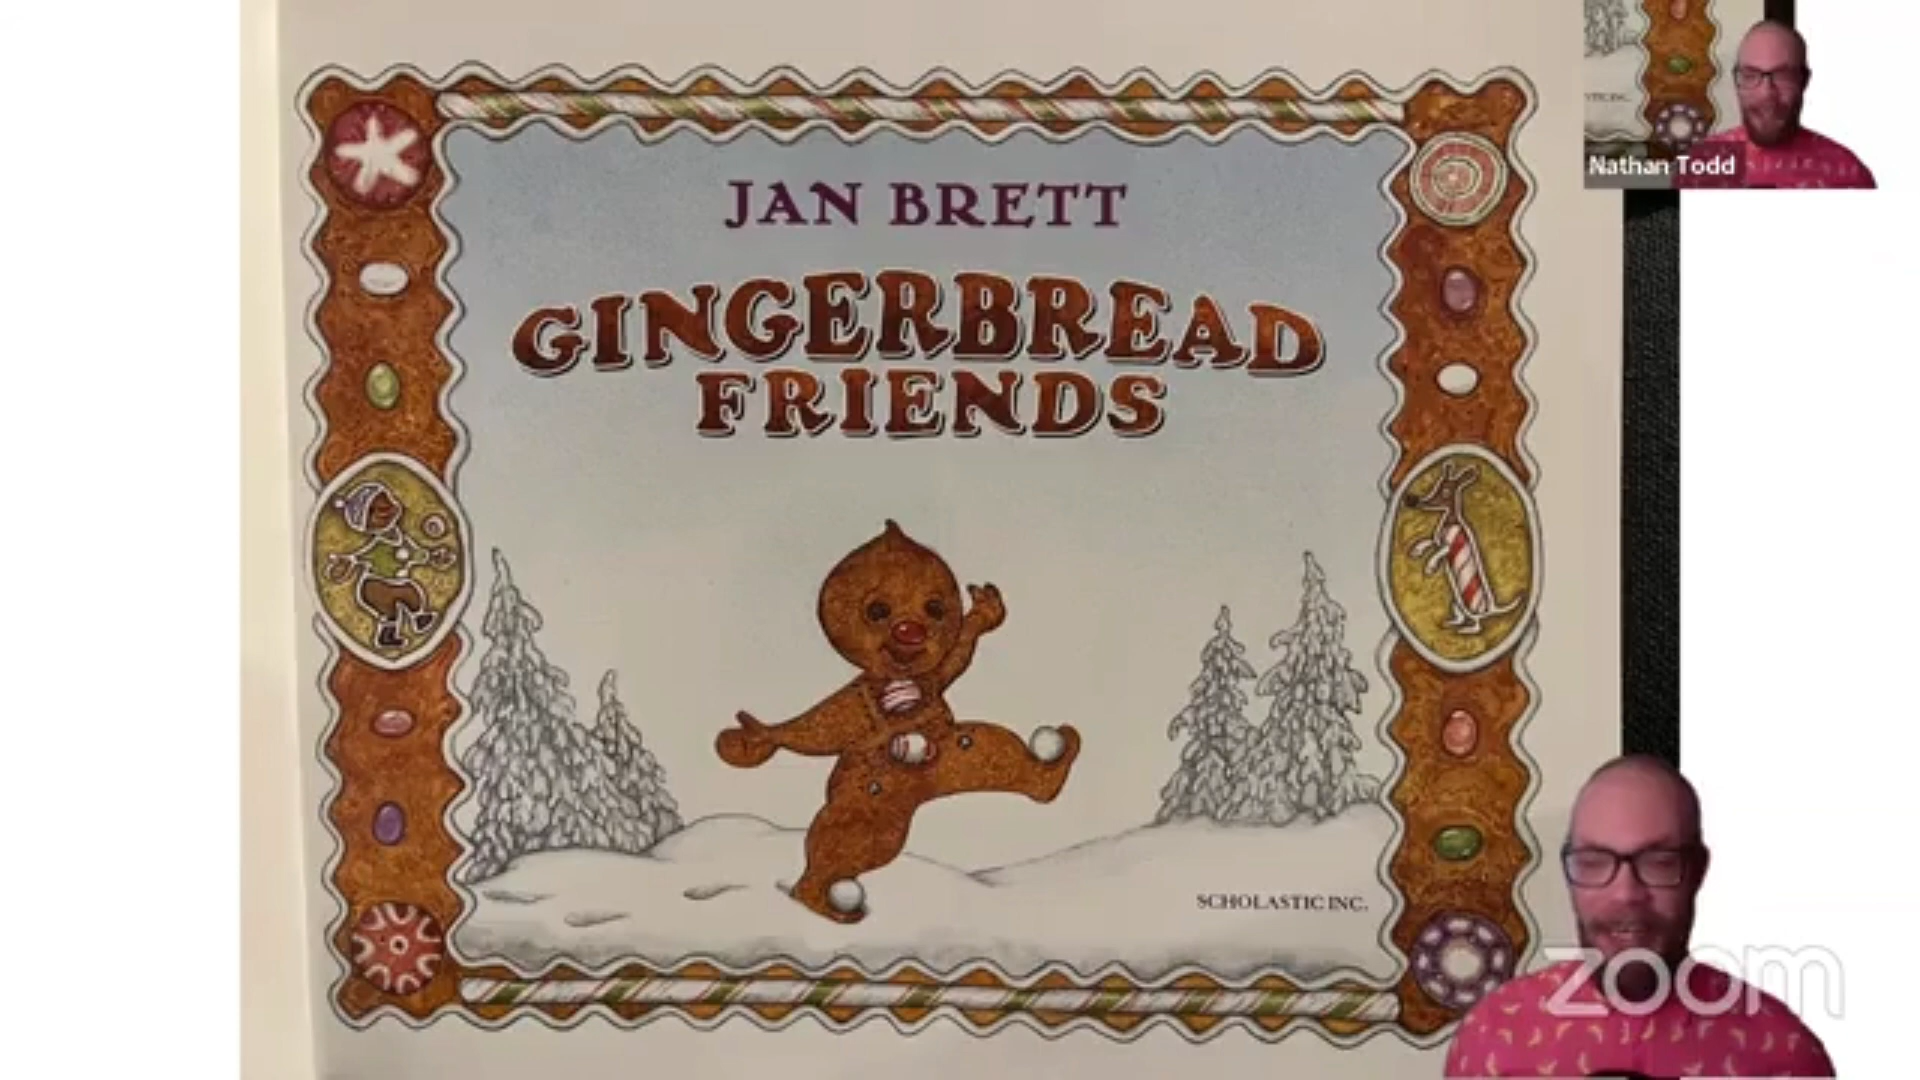 JAN BRETT
GINGERBREAD
FRIENDS
SCHOLASTIC INC.
Nathan Todd
zoom